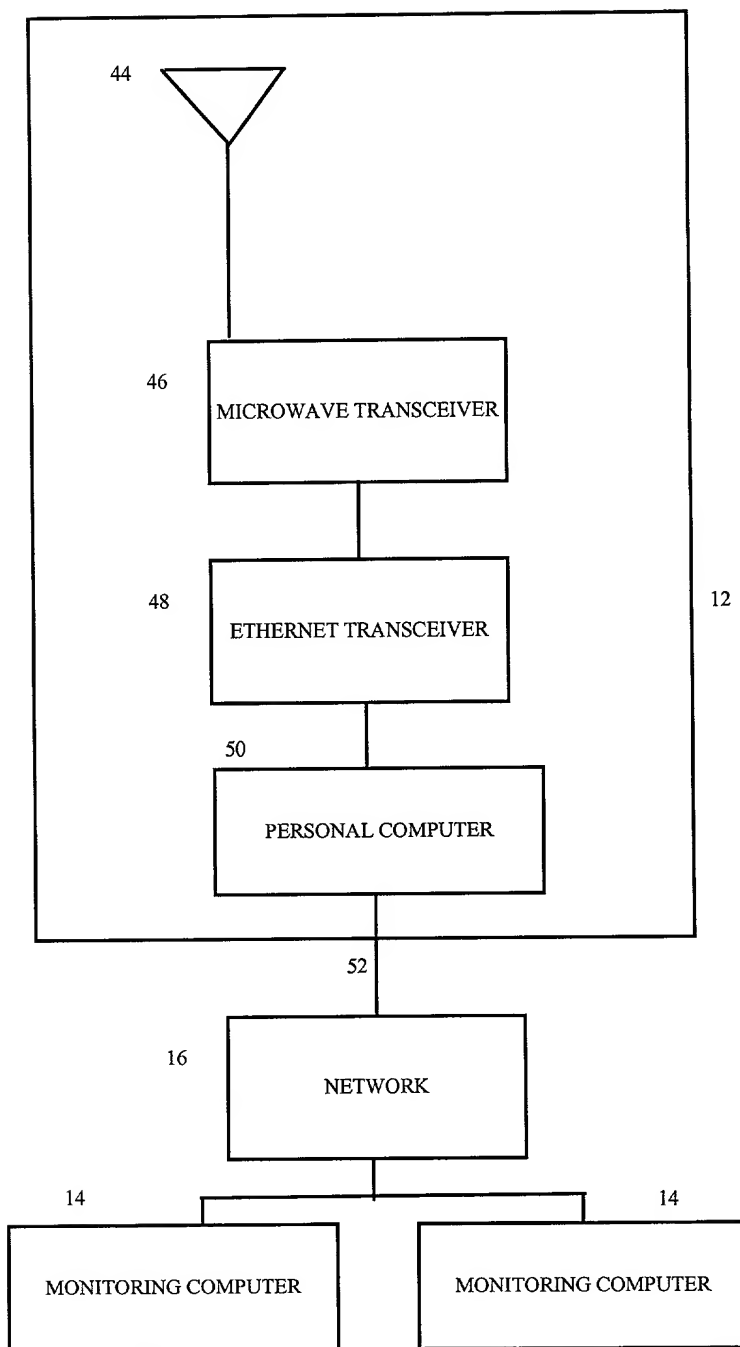 44
46
MICROWAVE TRANSCEIVER
48
ETHERNET TRANSCEIVER
12
50
PERSONAL COMPUTER
52
16
NETWORK
14
14
MONITORING COMPUTER
MONITORING COMPUTER